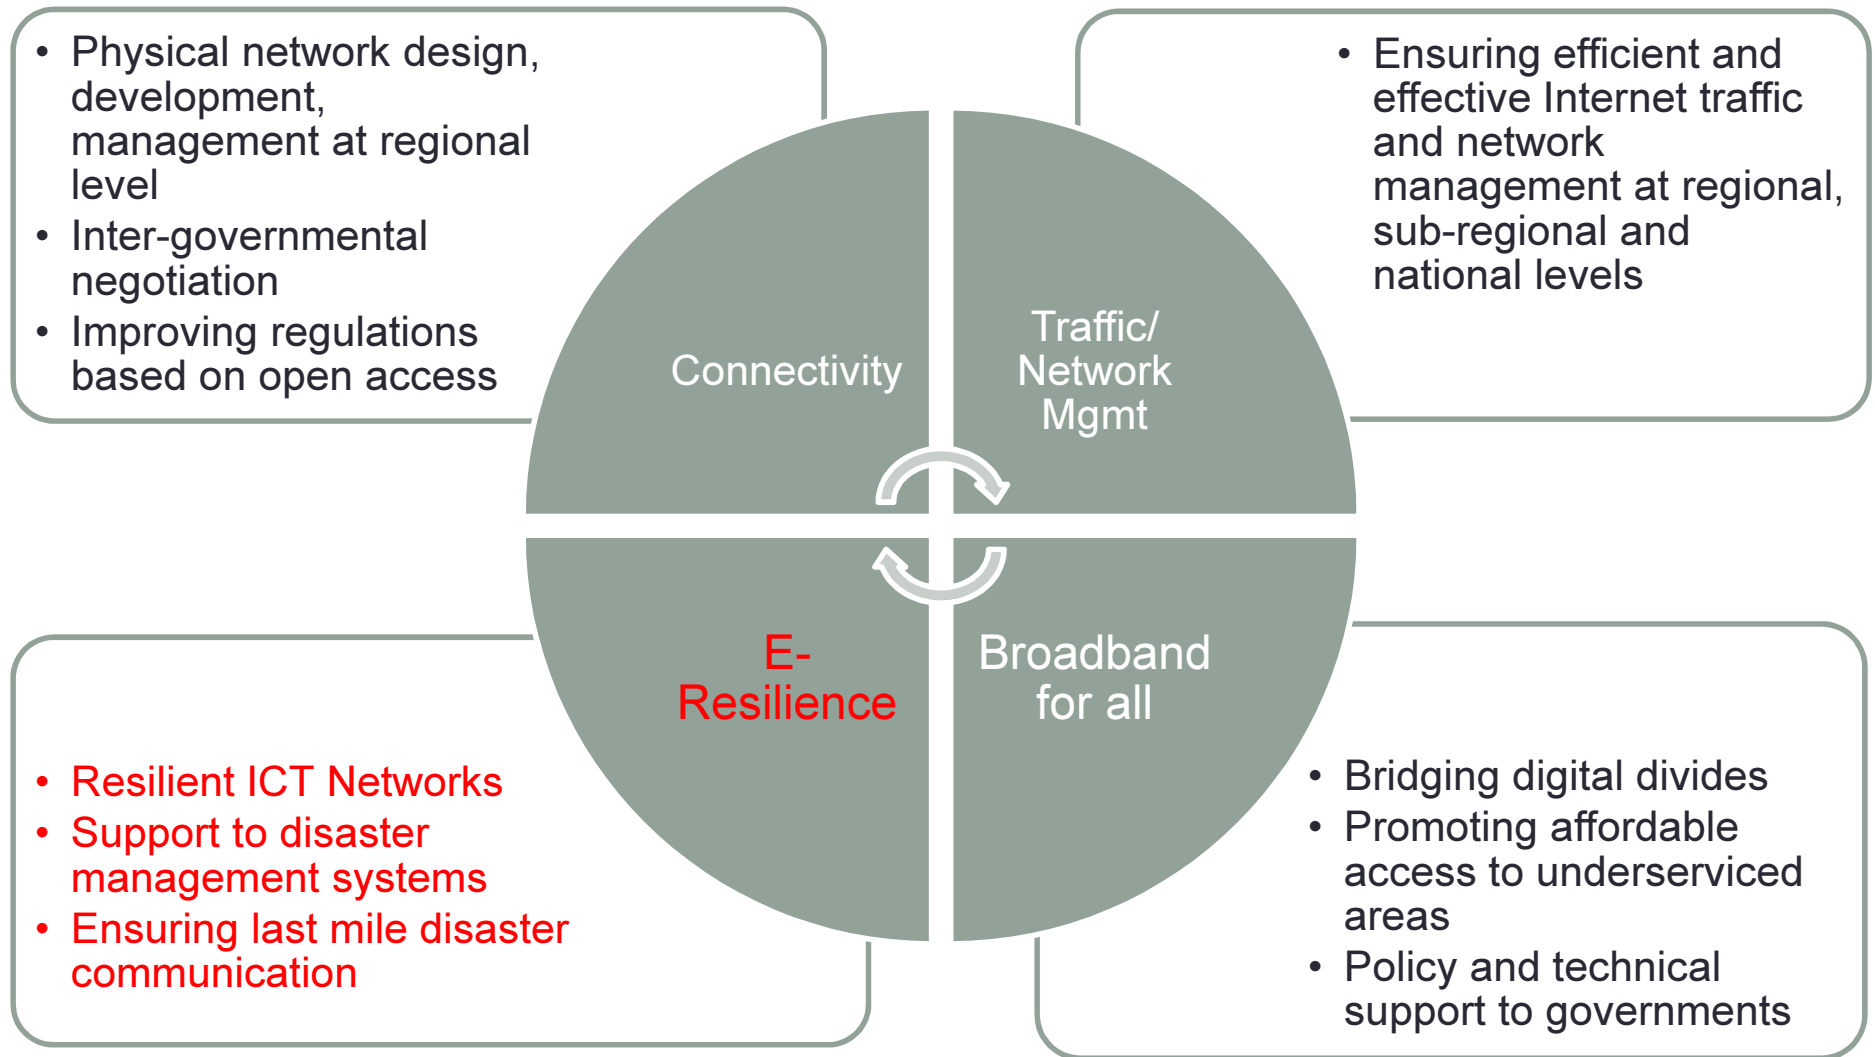 • Physical network design,
development,
management at regional
level
• Inter-governmental
negotiation
• Improving regulations
based on open access
• Ensuring efficient and
effective Internet traffic
and network
management at regional,
sub-regional and
national levels
Connectivity
Traffic/
Network
Mgmt
E-
Resilience
Broadband
for all
• Resilient ICT Networks
• Support to disaster
management systems
• Ensuring last mile disaster
communication
• Bridging digital divides
• Promoting affordable
access to underserviced
areas
• Policy and technical
support to governments